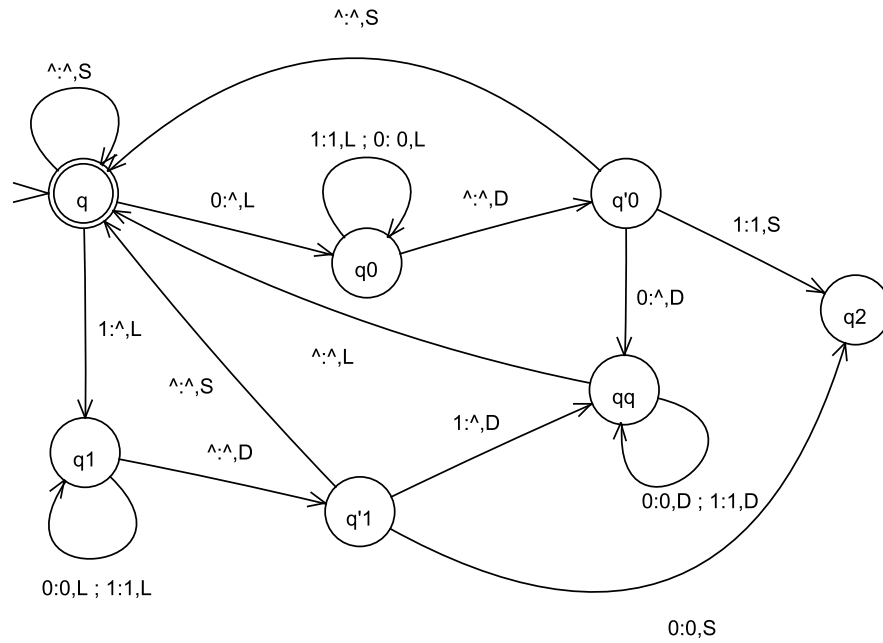 ^:^,S
^:^,S
1:1,L ; 0: 0,L
q
0:^,L
^:^,D
q'0
1:1,S
q0
0:^,D
q2
1:^,L
^:^,L
^:^,S
qq
1:^,D
q1
^:^,D
0:0,D ; 1:1,D
q'1
0:0,L ; 1:1,L
0:0,S